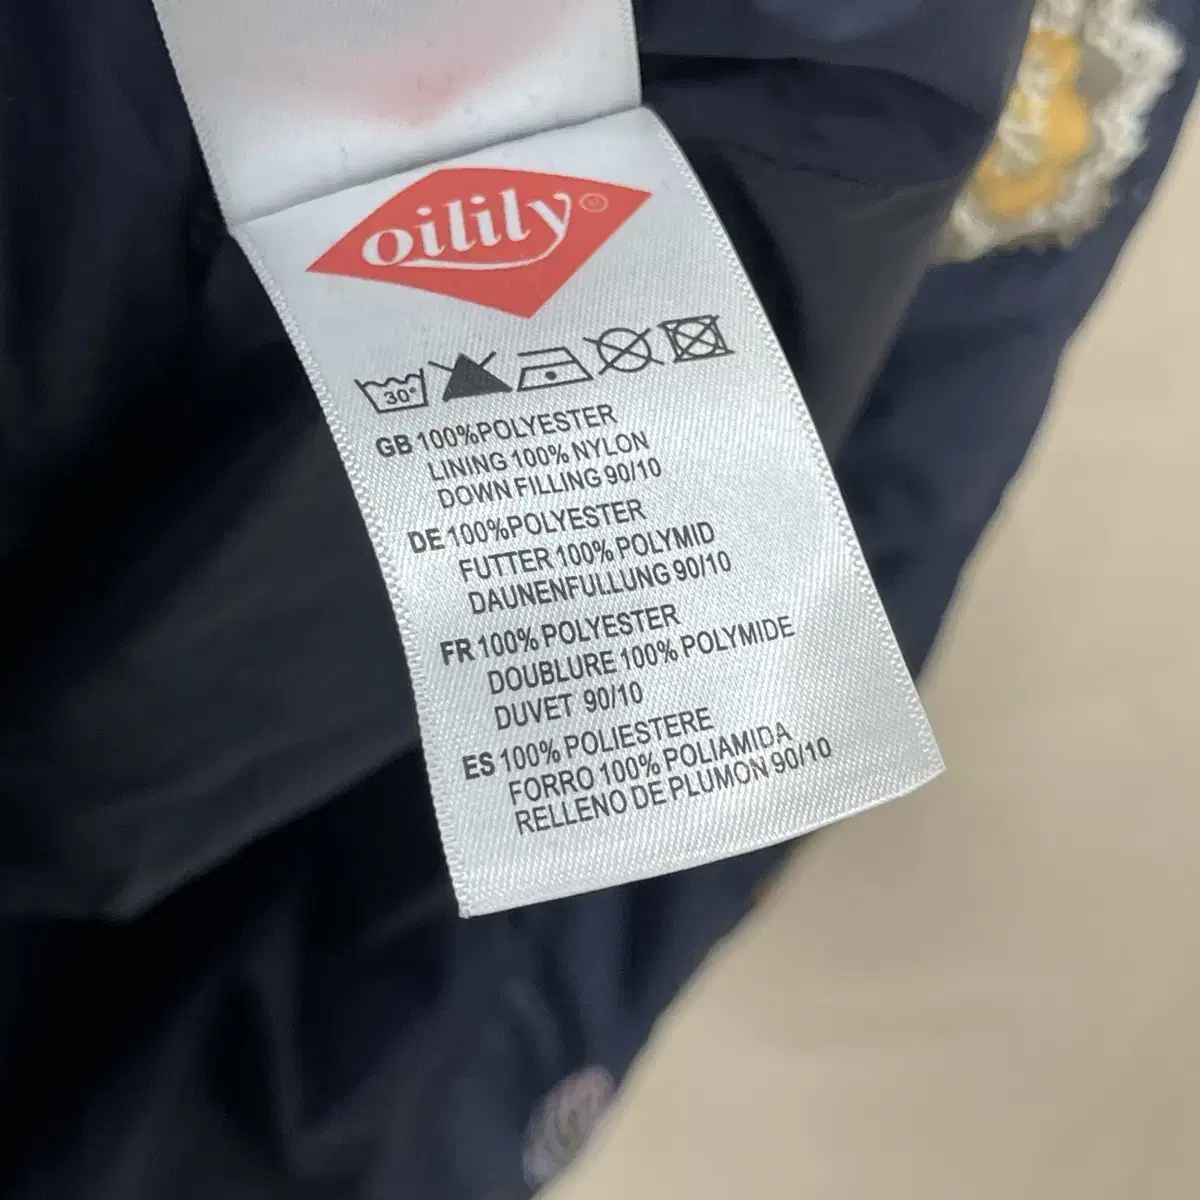 oilily®
30°
GB 100%POLYESTER
LINING 100% NYLON
DOWN FILLING 90/10
DE 100%POLYESTER
FUTTER 100% POLYMID
DAUNENFULLUNG 90/10
FR 100% POLYESTER
DOUBLURE 100% POLYMIDE
DUVET 90/10
ES 100% POLIESTERE
FORRO 100% POLIAMIDA
RELLENO DE PLUMON 90/10